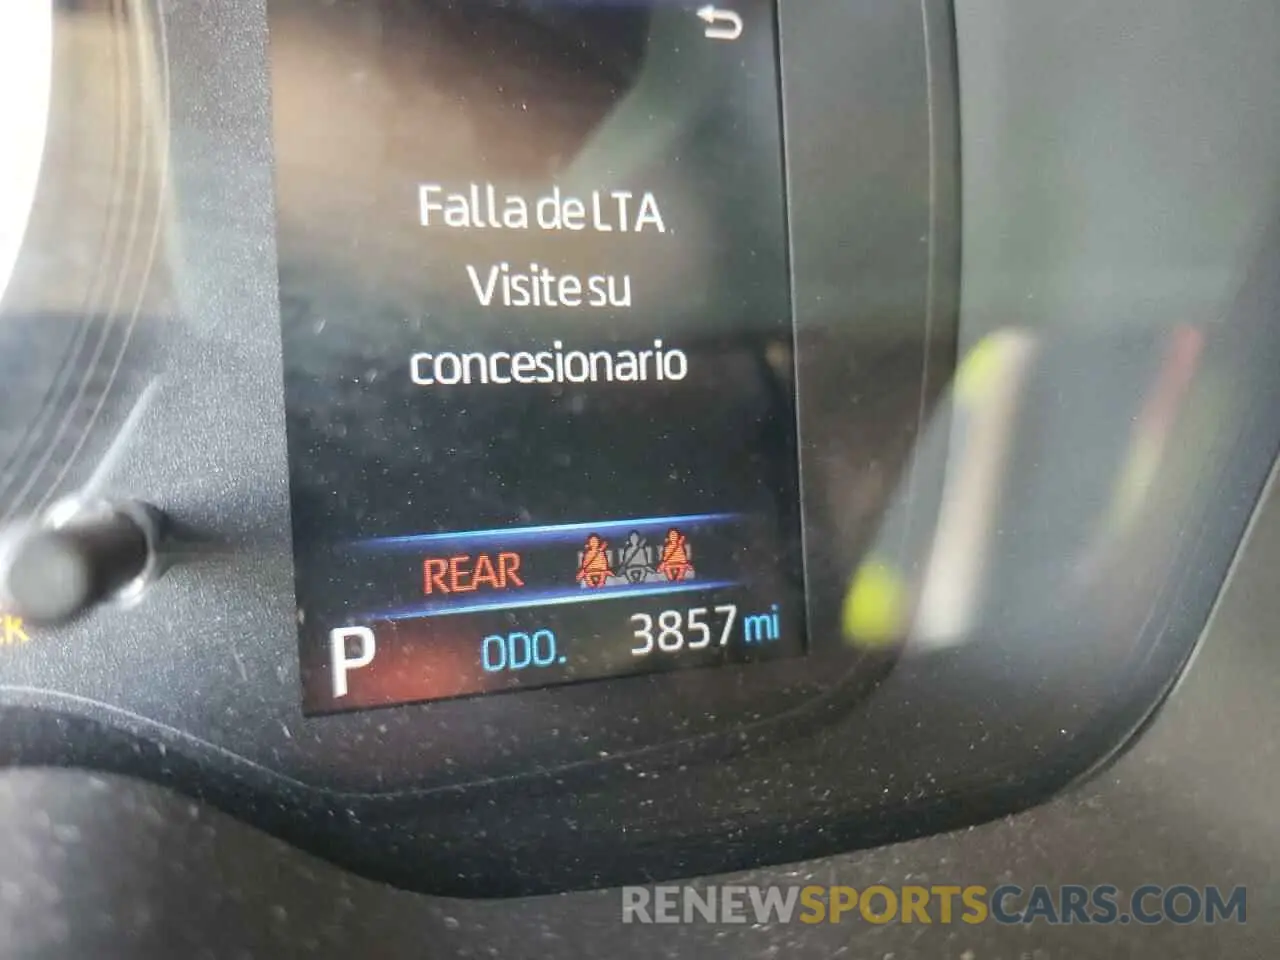 Falla de LTA
Visite su
concesionario
REAR
P ODO. 3857 mi
RENEWSPORTSCARS.COM